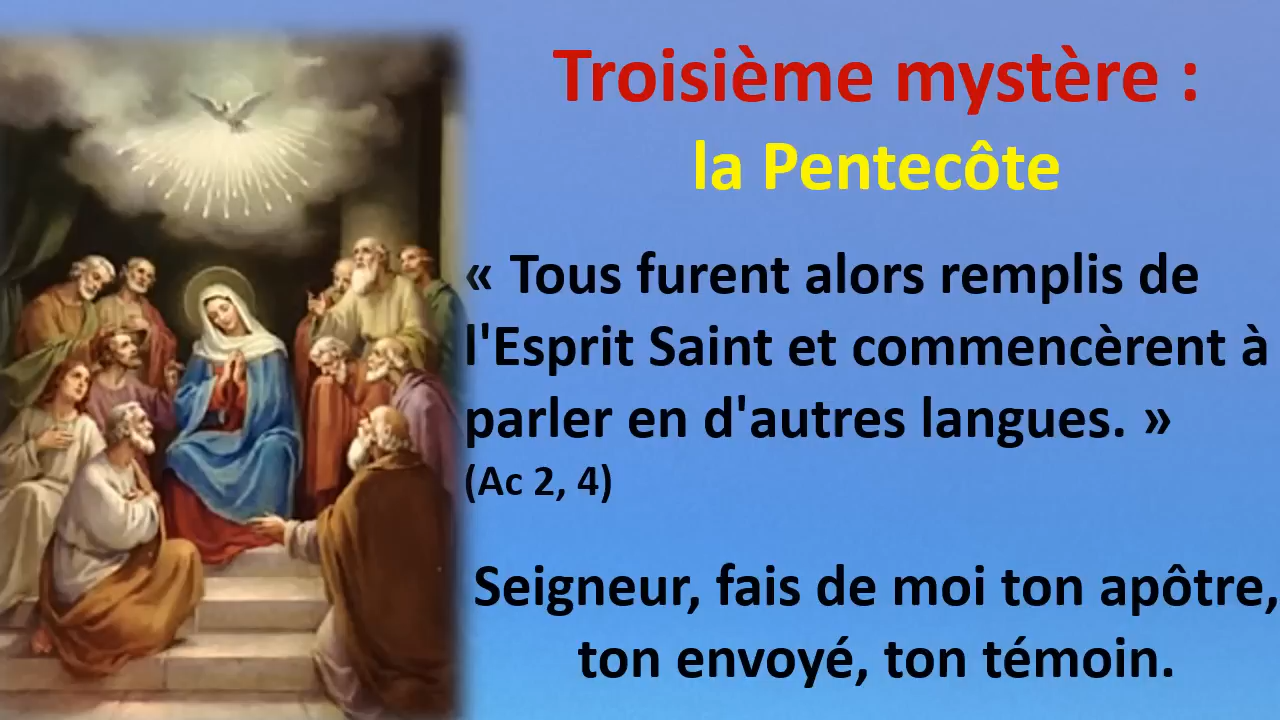 Troisième mystère :
la Pentecôte
« Tous furent alors remplis de
l'Esprit Saint et commencèrent à
parler en d'autres langues. »
(Ac 2, 4)
Seigneur, fais de moi ton apôtre,
ton envoyé, ton témoin.